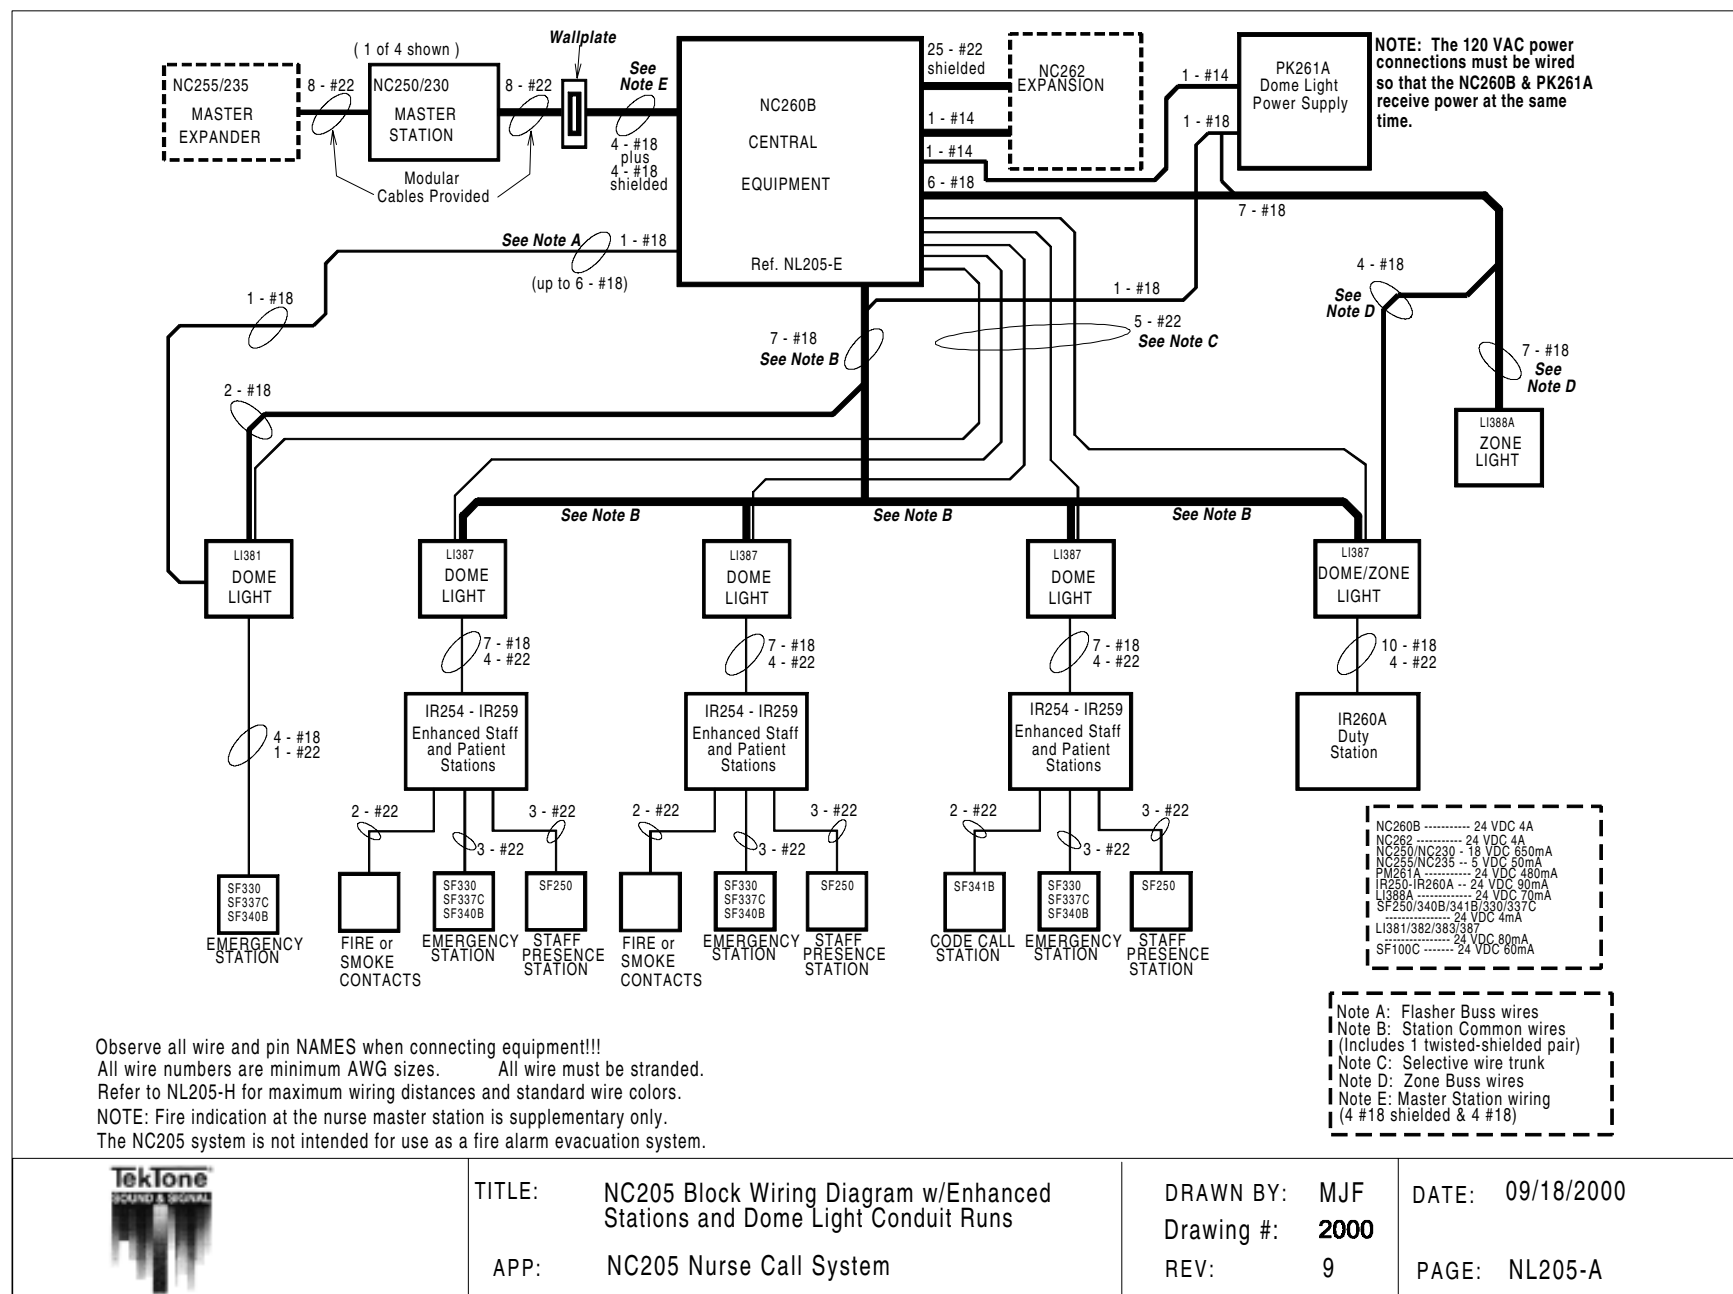 ( 1 of 4 shown )
Wallplate
NC255/235
MASTER
EXPANDER
8 - #22
NC250/230
MASTER
STATION
8 - #22
See
Note E
4 - #18
plus
4 - #18
shielded
Modular
Cables Provided
NC260B
CENTRAL
EQUIPMENT
Ref. NL205-E
25 - #22
shielded
NC262
EXPANSION
1 - #14
1 - #14
6 - #18
1 - #14
1 - #18
PK261A
Dome Light
Power Supply
NOTE: The 120 VAC power
connections must be wired
so that the NC260B & PK261A
receive power at the same
time.
7 - #18
See Note A
1 - #18
(up to 6 - #18)
1 - #18
1 - #18
4 - #18
See
Note D
5 - #22
See Note C
7 - #18
See Note B
7 - #18
See
Note D
2 - #18
LI388A
ZONE
LIGHT
See Note B
See Note B
See Note B
LI381
DOME
LIGHT
LI387
DOME
LIGHT
LI387
DOME
LIGHT
LI387
DOME
LIGHT
LI387
DOME/ZONE
LIGHT
7 - #18
4 - #22
7 - #18
4 - #22
7 - #18
4 - #22
10 - #18
4 - #22
4 - #18
1 - #22
IR254 - IR259
Enhanced Staff
and Patient
Stations
IR254 - IR259
Enhanced Staff
and Patient
Stations
IR254 - IR259
Enhanced Staff
and Patient
Stations
IR260A
Duty
Station
2 - #22
3 - #22
3 - #22
2 - #22
3 - #22
3 - #22
2 - #22
3 - #22
3 - #22
SF330
SF337C
SF340B
EMERGENCY
STATION
FIRE or
SMOKE
CONTACTS
SF330
SF337C
SF340B
EMERGENCY
STATION
SF250
STAFF
PRESENCE
STATION
FIRE or
SMOKE
CONTACTS
SF330
SF337C
SF340B
EMERGENCY
STATION
SF250
STAFF
PRESENCE
STATION
SF341B
CODE CALL
STATION
SF330
SF337C
SF340B
EMERGENCY
STATION
SF250
STAFF
PRESENCE
STATION
NC260B ----------- 24 VDC 4A
NC262 ----------- 24 VDC 4A
NC250/NC230 - 18 VDC 650mA
NC255/NC235 -- 5 VDC 50mA
PM261A ----------- 24 VDC 480mA
IR250-IR260A -- 24 VDC 90mA
LI388A ------------ 24 VDC 70mA
SF250/340B/341B/330/337C
---------------- 24 VDC 4mA
LI381/382/383/387
---------------- 24 VDC 80mA
SF100C ------- 24 VDC 60mA
Note A: Flasher Buss wires
Note B: Station Common wires
(Includes 1 twisted-shielded pair)
Note C: Selective wire trunk
Note D: Zone Buss wires
Note E: Master Station wiring
(4 #18 shielded & 4 #18)
Observe all wire and pin NAMES when connecting equipment!!!
All wire numbers are minimum AWG sizes. All wire must be stranded.
Refer to NL205-H for maximum wiring distances and standard wire colors.
NOTE: Fire indication at the nurse master station is supplementary only.
The NC205 system is not intended for use as a fire alarm evacuation system.
TekTone
SOUND & SIGNAL
TITLE: NC205 Block Wiring Diagram w/Enhanced
Stations and Dome Light Conduit Runs
APP: NC205 Nurse Call System
DRAWN BY: MJF
Drawing #: 2000
REV: 9
DATE: 09/18/2000
PAGE: NL205-A